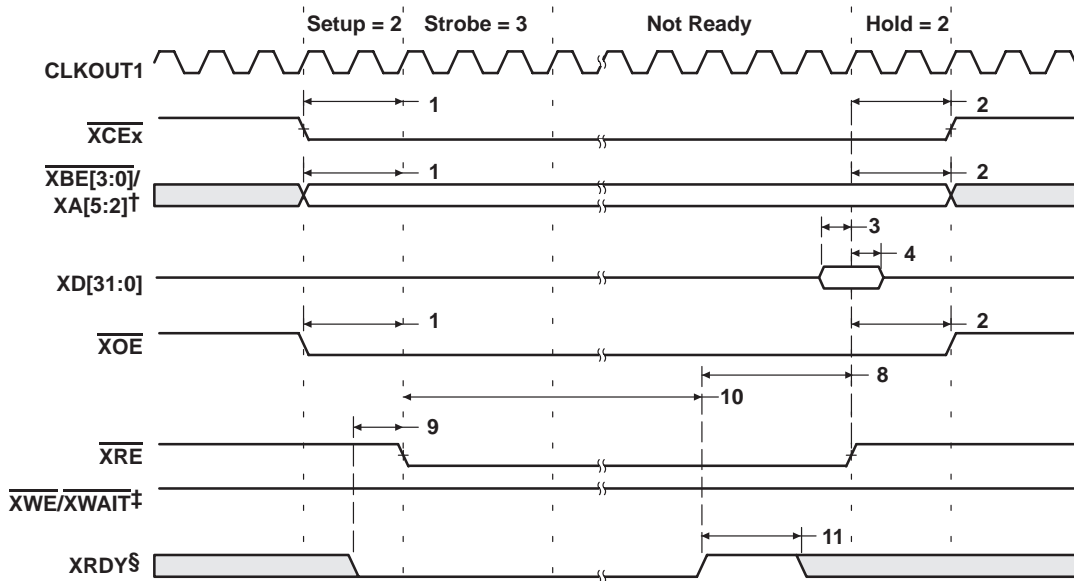 Setup = 2 Strobe = 3 Not Ready Hold = 2
CLKOUT1
1 2
XCEx
XBE[3:0]/
XA[5:2]†
1 2
3
4
XD[31:0]
1 2
XOE
8
10
9
XRE
XWE/XWAIT‡
11
XRDY§